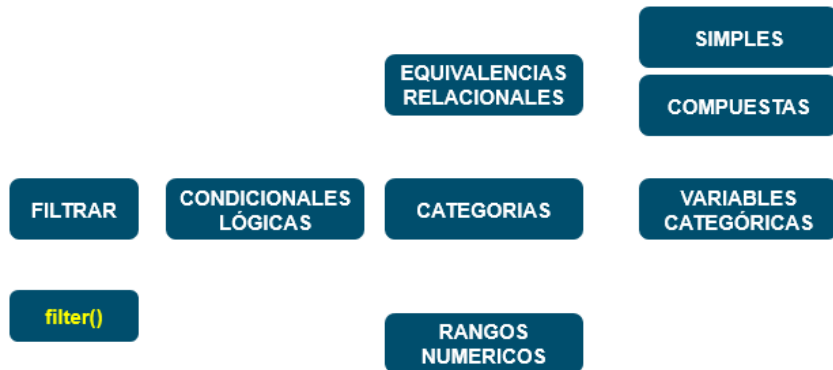 SIMPLES
EQUIVALENCIAS
RELACIONALES
COMPUESTAS
FILTRAR
CONDICIONALES
LÓGICAS
CATEGORIAS
VARIABLES
CATEGÓRICAS
filter()
RANGOS
NUMERICOS